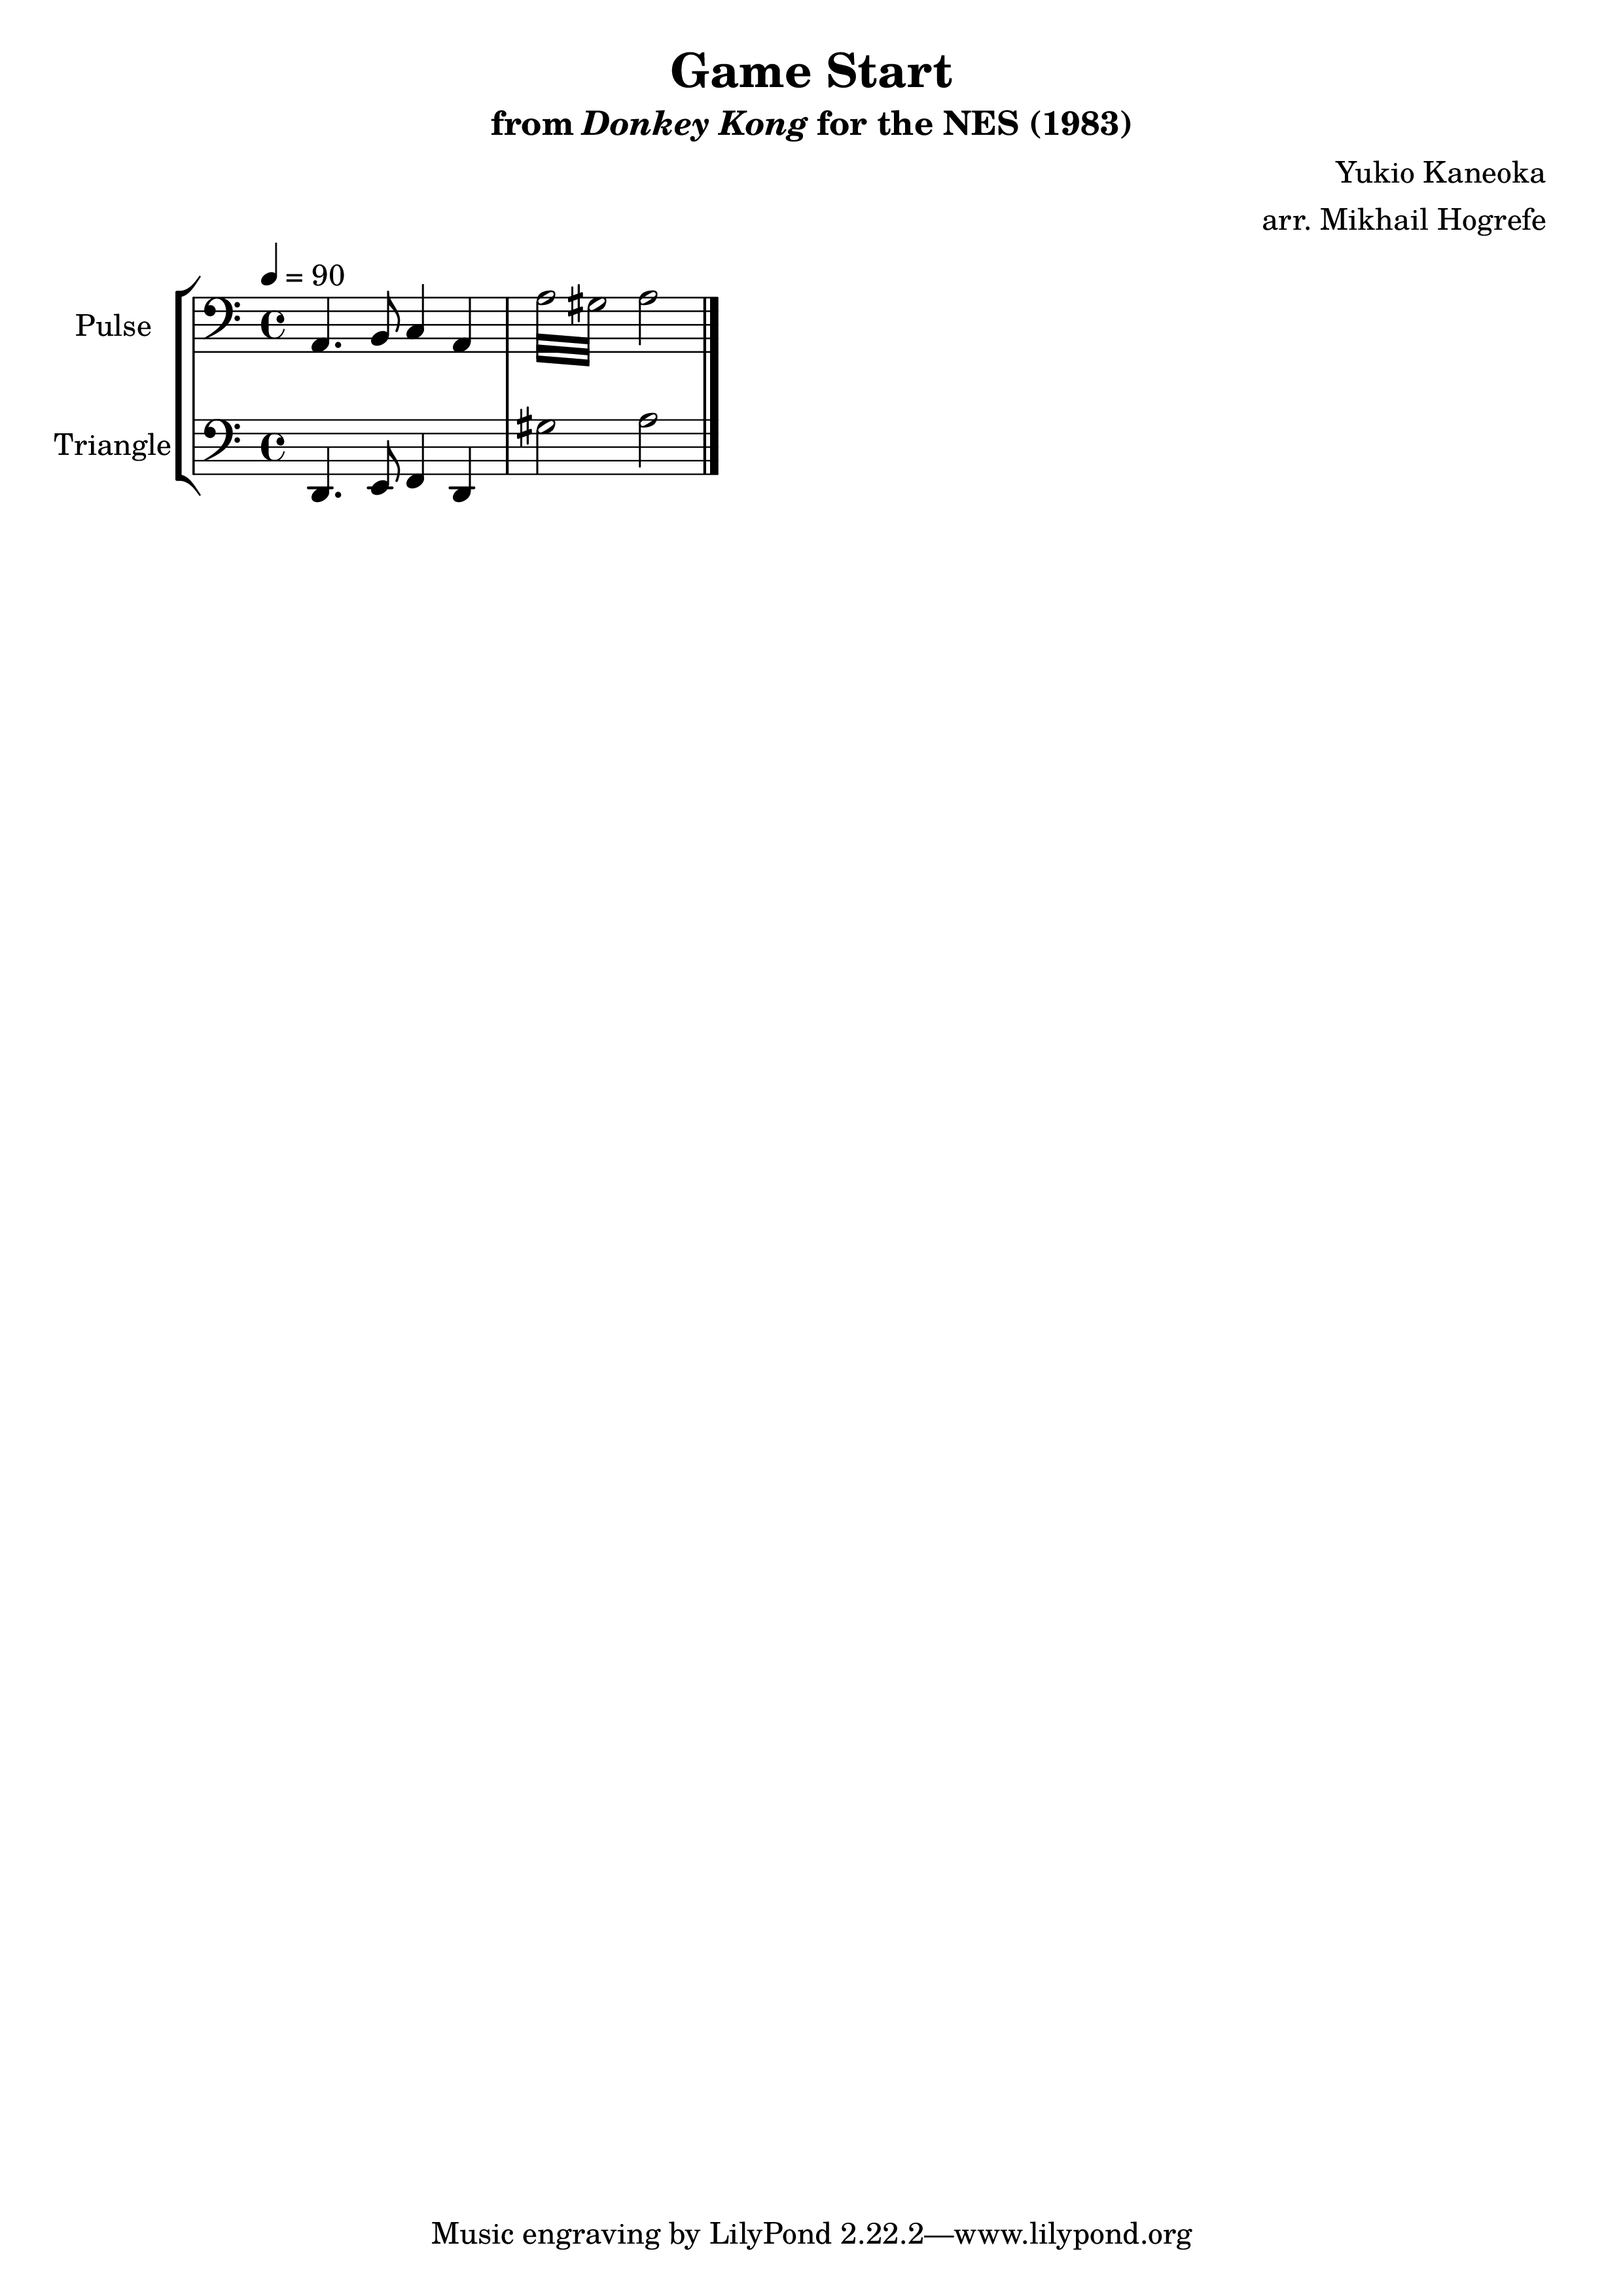 Game Start
from Donkey Kong for the NES (1983)
Yukio Kaneoka
arr. Mikhail Hogrefe
= 90
Pulse
Triangle
Music engraving by LilyPond 2.22.2—www.lilypond.org